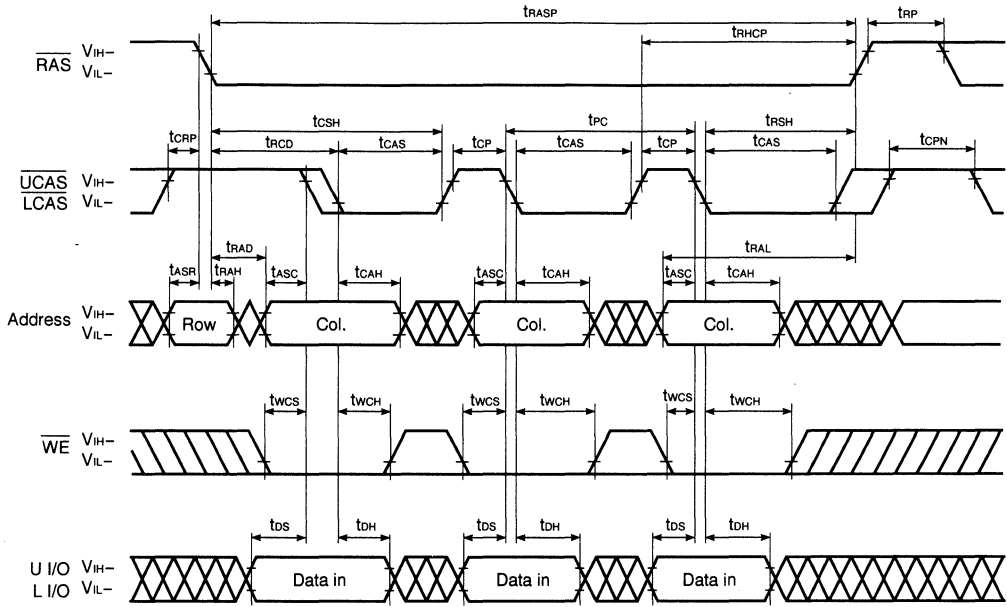 tRASP
tRP
tRHCP
RAS
VIH–
VIL–
tCSH
tPC
tRSH
tCRP
tRCD
tCAS
tCP
tCAS
tCP
tCAS
tCPN
UCAS
LCAS
VIH–
VIL–
tRAD
tRAL
tASR
tRAH
tASC
tCAH
tASC
tCAH
tASC
tCAH
Address
VIH–
VIL–
Row
Col.
Col.
Col.
tWCS
tWCH
tWCS
tWCH
tWCS
tWCH
WE
VIH–
VIL–
tDS
tDH
tDS
tDH
tDS
tDH
U I/O
L I/O
VIH–
VIL–
Data in
Data in
Data in